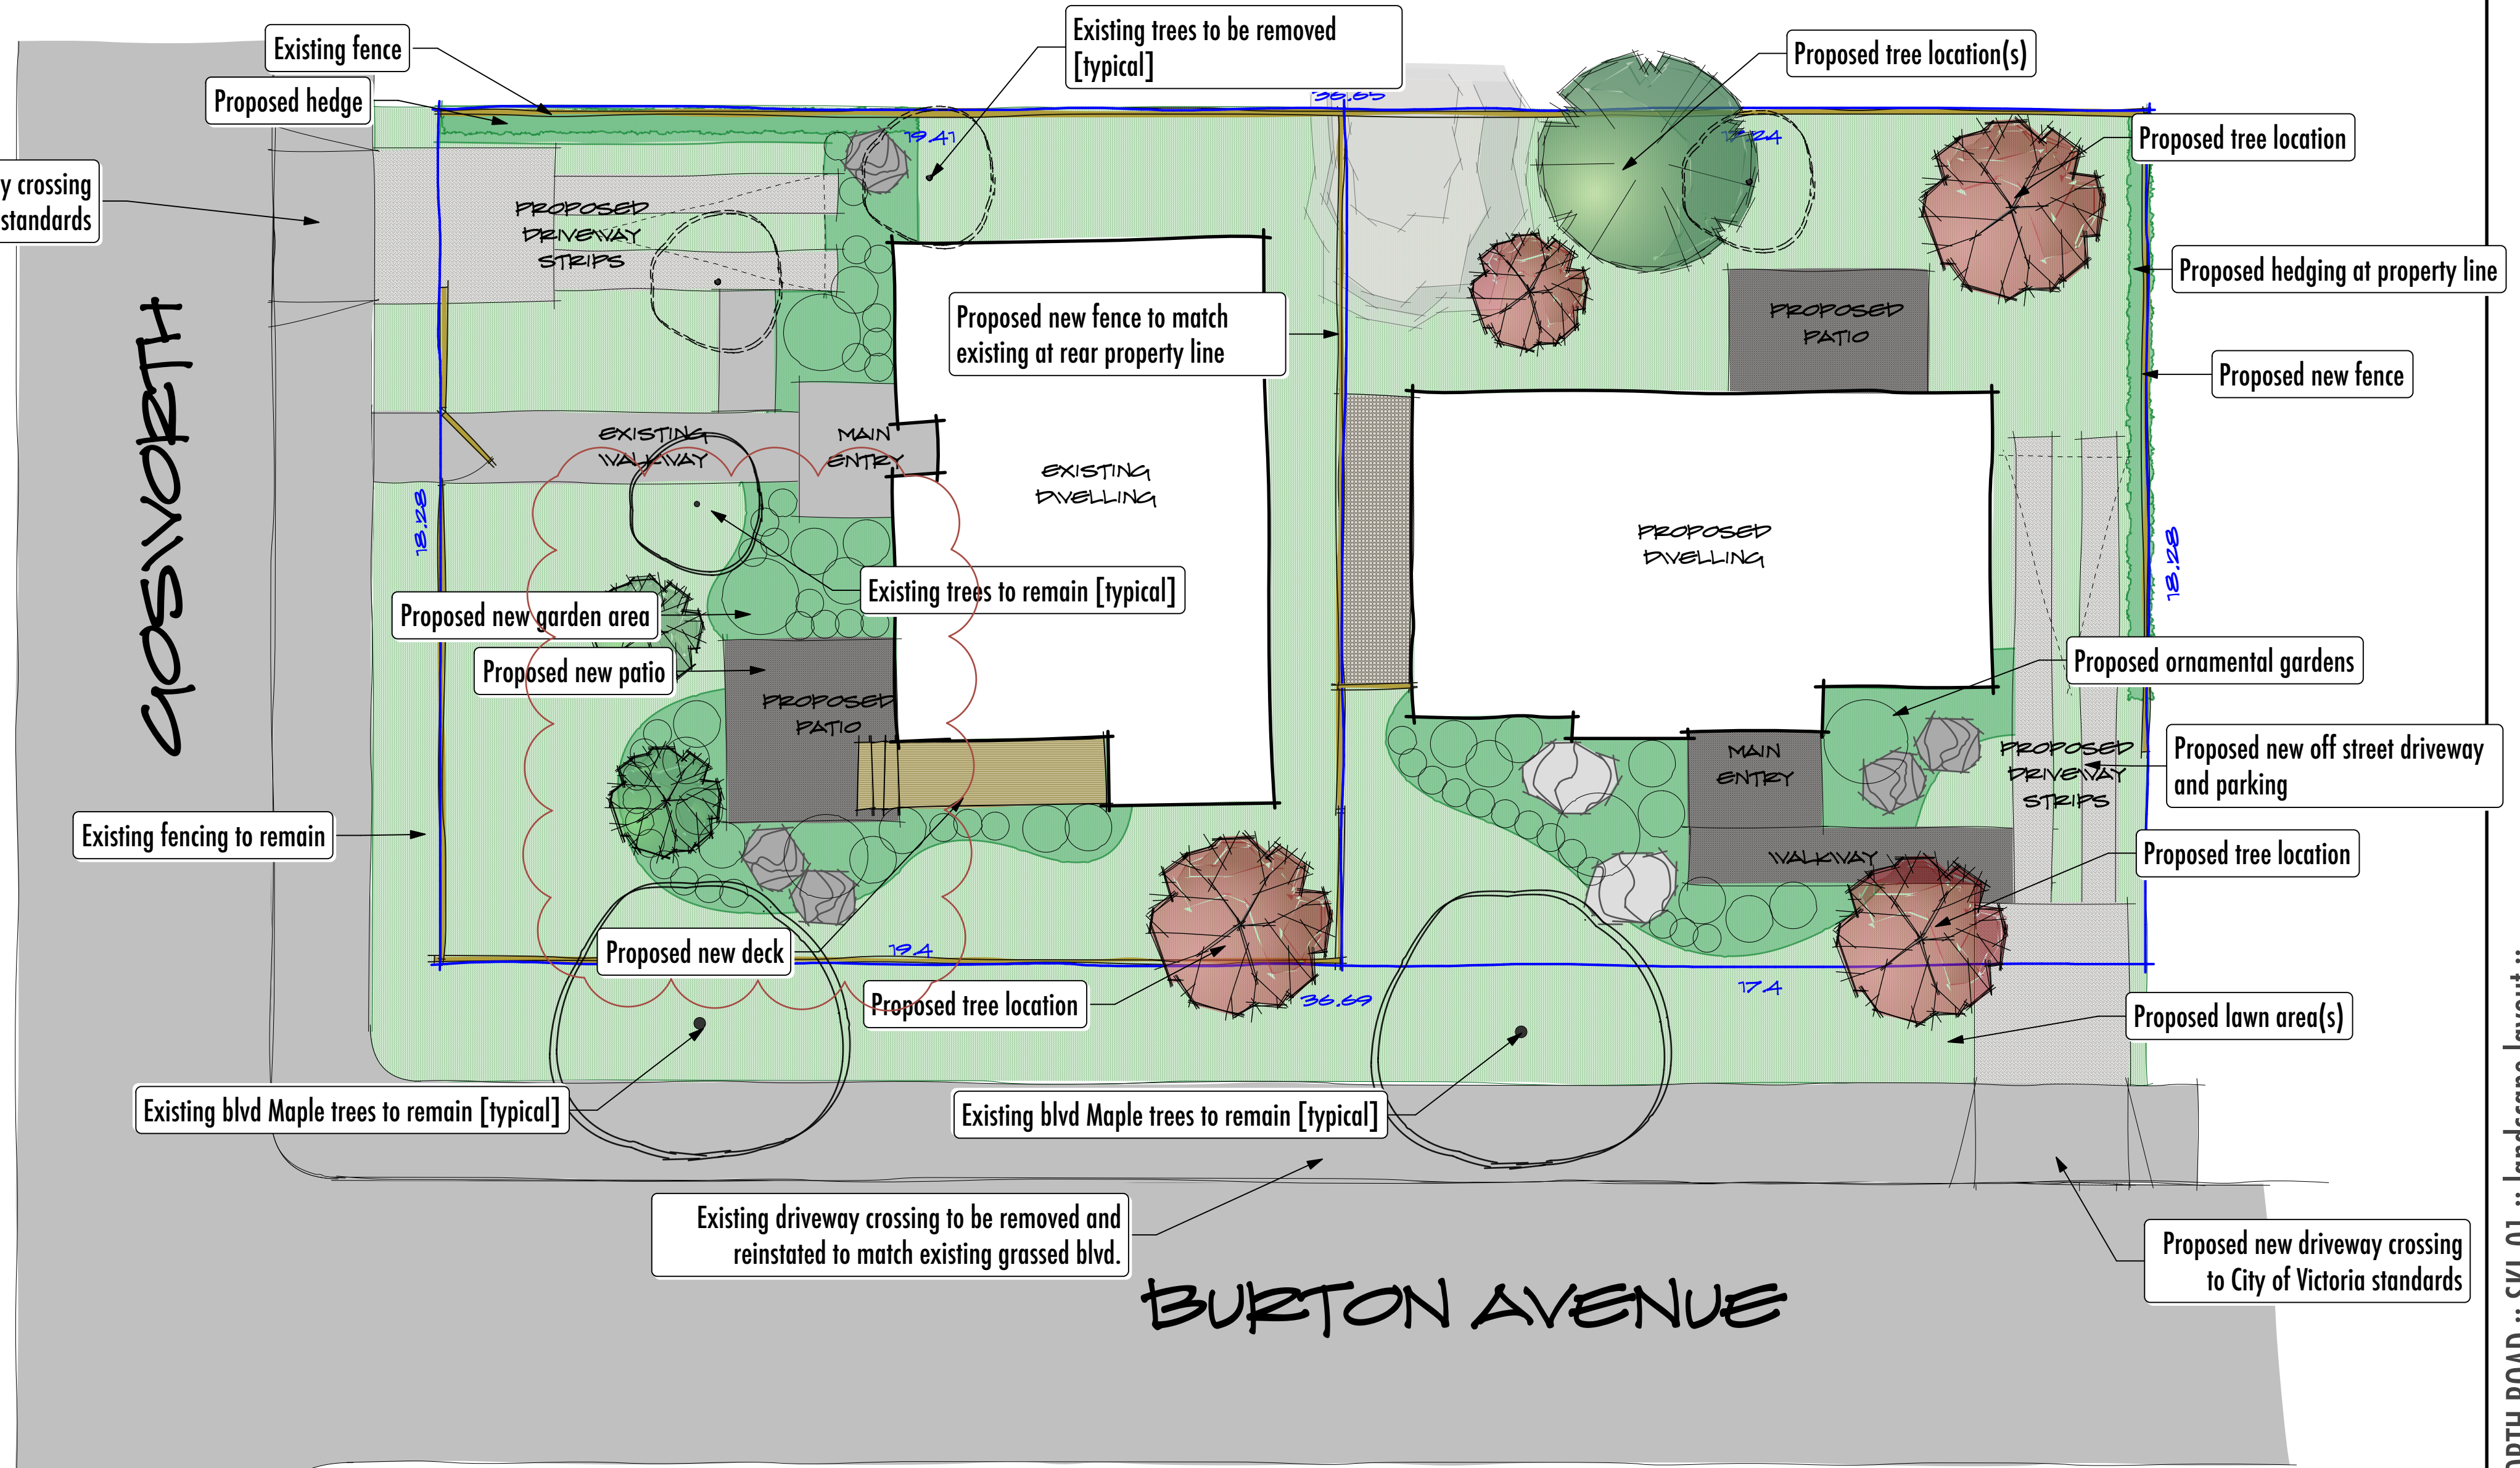 Existing fence
Proposed hedge
y crossing
standards
Existing trees to be removed
[typical]
Proposed tree location(s)
Proposed tree location
36.65
19.41
PROPOSED
DRIVEWAY
STRIPS
Proposed hedging at property line
Proposed new fence to match
existing at rear property line
PROPOSED
PATIO
Proposed new fence
GOSWORTH
EXISTING
WALKWAY
MAIN
ENTRY
EXISTING
DWELLING
18.28
PROPOSED
DWELLING
18.28
Existing trees to remain [typical]
Proposed new garden area
Proposed new patio
PROPOSED
PATIO
Proposed ornamental gardens
MAIN
ENTRY
PROPOSED
DRIVEWAY
STRIPS
Proposed new off street driveway
and parking
Existing fencing to remain
WALKWAY
Proposed tree location
Proposed new deck
19.4
Proposed tree location
36.69
17.4
Proposed lawn area(s)
Existing blvd Maple trees to remain [typical]
Existing blvd Maple trees to remain [typical]
Existing driveway crossing to be removed and
reinstated to match existing grassed blvd.
Proposed new driveway crossing
to City of Victoria standards
BURTON AVENUE
ORTH ROAD :: SKL01 :: landscape layout ::